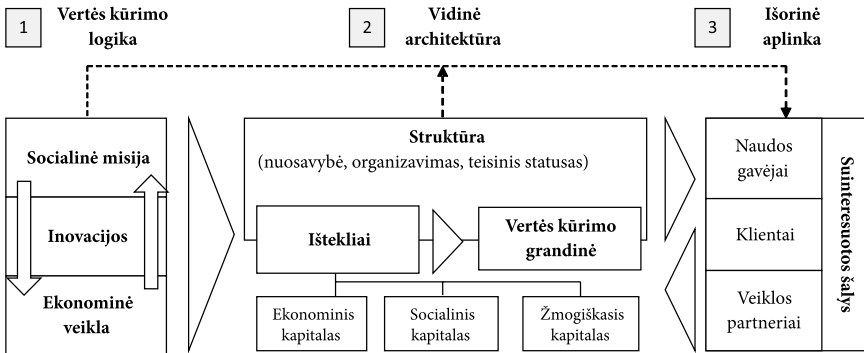 1
Vertės kūrimo
logika
2
Vidinė
architektūra
3
Išorinė
aplinka
Socialinė misija
Inovacijos
Ekonominė
veikla
Struktūra
(nuosavybė, organizavimas, teisinis statusas)
Ištekliai
Vertės kūrimo
grandinė
Ekonominis
kapitalas
Socialinis
kapitalas
Žmogiškasis
kapitalas
Naudos
gavėjai
Klientai
Veiklos
partneriai
Suinteresuotos šalys